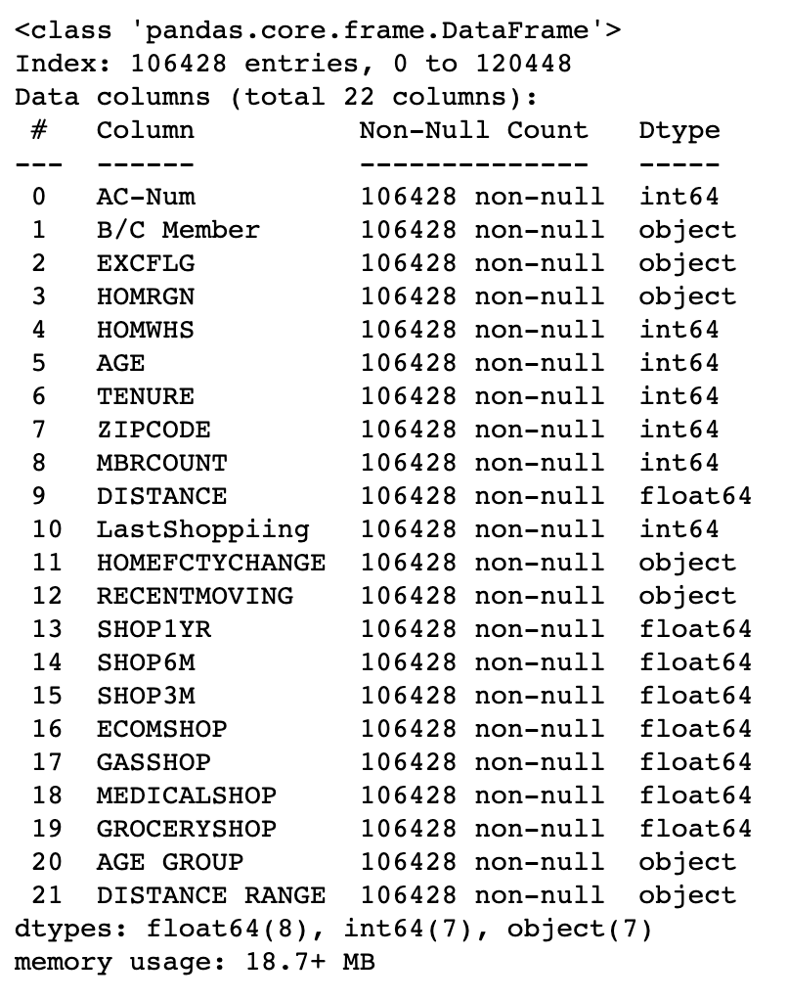 <class 'pandas.core.frame.DataFrame'>
Index: 106428 entries, 0 to 120448
Data columns (total 22 columns):
 #   Column          Non-Null Count   Dtype
---  ------          --------------   -----
 0   AC-Num          106428 non-null  int64
 1   B/C Member      106428 non-null  object
 2   EXCFLG          106428 non-null  object
 3   HOMRGN          106428 non-null  object
 4   HOMWHS          106428 non-null  int64
 5   AGE             106428 non-null  int64
 6   TENURE          106428 non-null  int64
 7   ZIPCODE         106428 non-null  int64
 8   MBRCOUNT        106428 non-null  int64
 9   DISTANCE        106428 non-null  float64
 10  LastShoppiing   106428 non-null  int64
 11  HOMEFCTYCHANGE  106428 non-null  object
 12  RECENTMOVING    106428 non-null  object
 13  SHOP1YR         106428 non-null  float64
 14  SHOP6M          106428 non-null  float64
 15  SHOP3M          106428 non-null  float64
 16  ECOMSHOP        106428 non-null  float64
 17  GASSHOP         106428 non-null  float64
 18  MEDICALSHOP     106428 non-null  float64
 19  GROCERYSHOP     106428 non-null  float64
 20  AGE GROUP       106428 non-null  object
 21  DISTANCE RANGE  106428 non-null  object
dtypes: float64(8), int64(7), object(7)
memory usage: 18.7+ MB